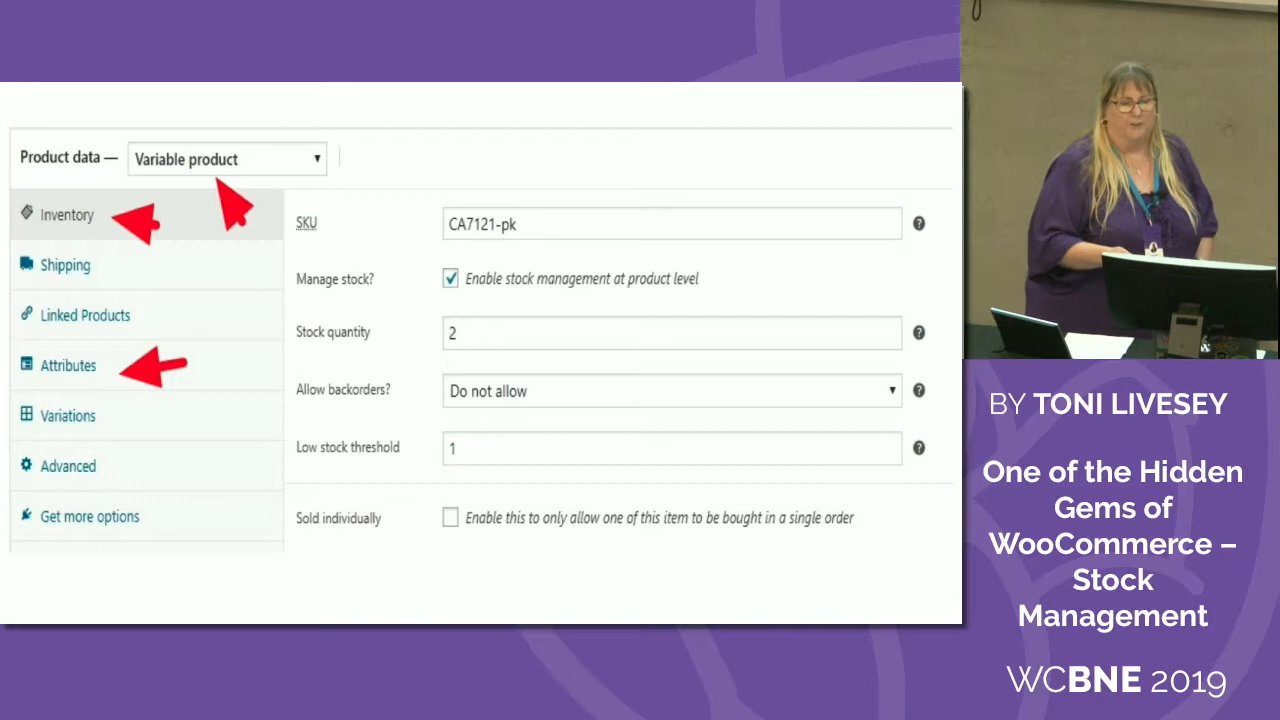 Product data — Variable product
Inventory
Shipping
Linked Products
Attributes
Variations
Advanced
Get more options
SKU CA7121-pk
Manage stock? Enable stock management at product level
Stock quantity 2
Allow backorders? Do not allow
Low stock threshold 1
Sold individually Enable this to only allow one of this item to be bought in a single order
BY TONI LIVESEY
One of the Hidden
Gems of
WooCommerce –
Stock
Management
WCBNE 2019